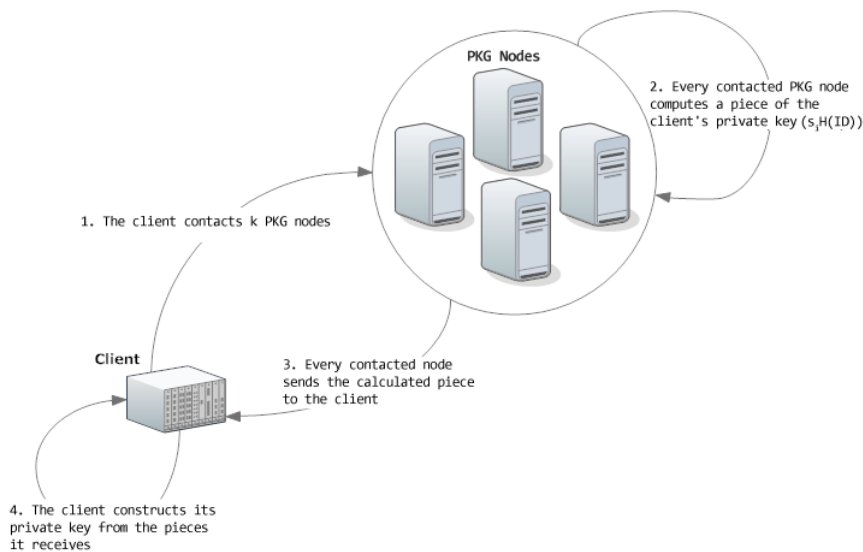 PKG Nodes
2. Every contacted PKG node
computes a piece of the
client's private key (s_jH(ID))
1. The client contacts k PKG nodes
Client
3. Every contacted node
sends the calculated piece
to the client
4. The client constructs its
private key from the pieces
it receives